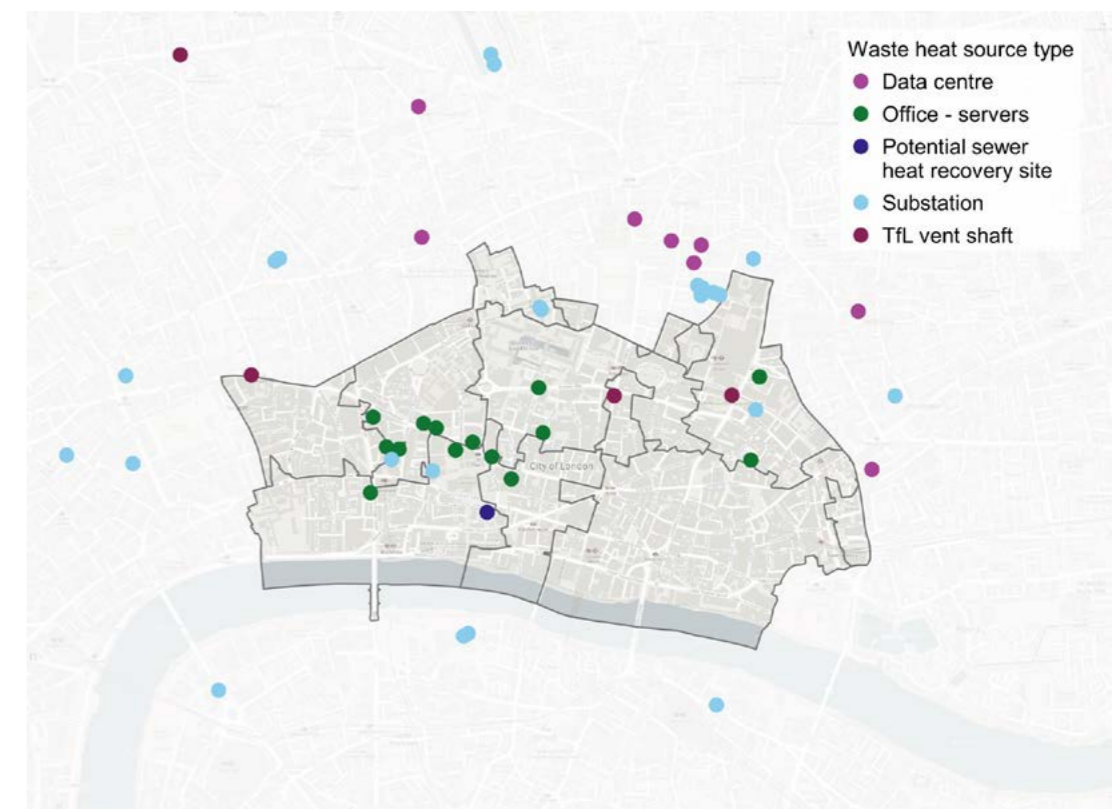 Waste heat source type
Data centre
Office - servers
Potential sewer
heat recovery site
Substation
TfL vent shaft
City of London